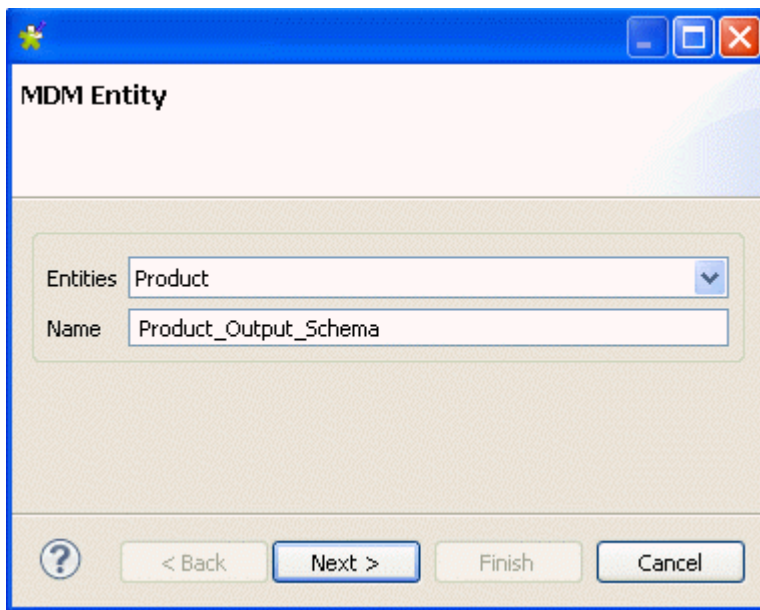 MDM Entity
Entities Product
Name Product_Output_Schema
? < Back Next > Finish Cancel